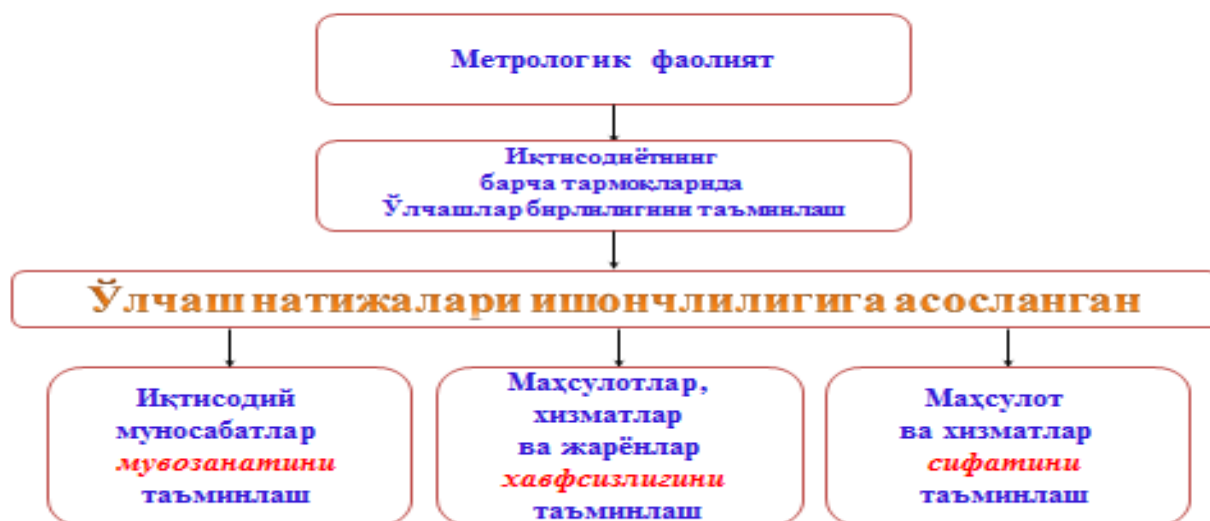 Метрологик фаолият
Иқтисодиётнинг
барча тармоқларида
Ўлчашлар бирлилигини таъминлаш
Ўлчаш натижалари ишончлилигига асосланган
Иқтисодий
муносабатлар
мувозанатини
таъминлаш
Маҳсулотлар,
хизматлар
ва жарёнлар
хавфсизлигини
таъминлаш
Маҳсулот
ва хизматлар
сифатини
таъминлаш